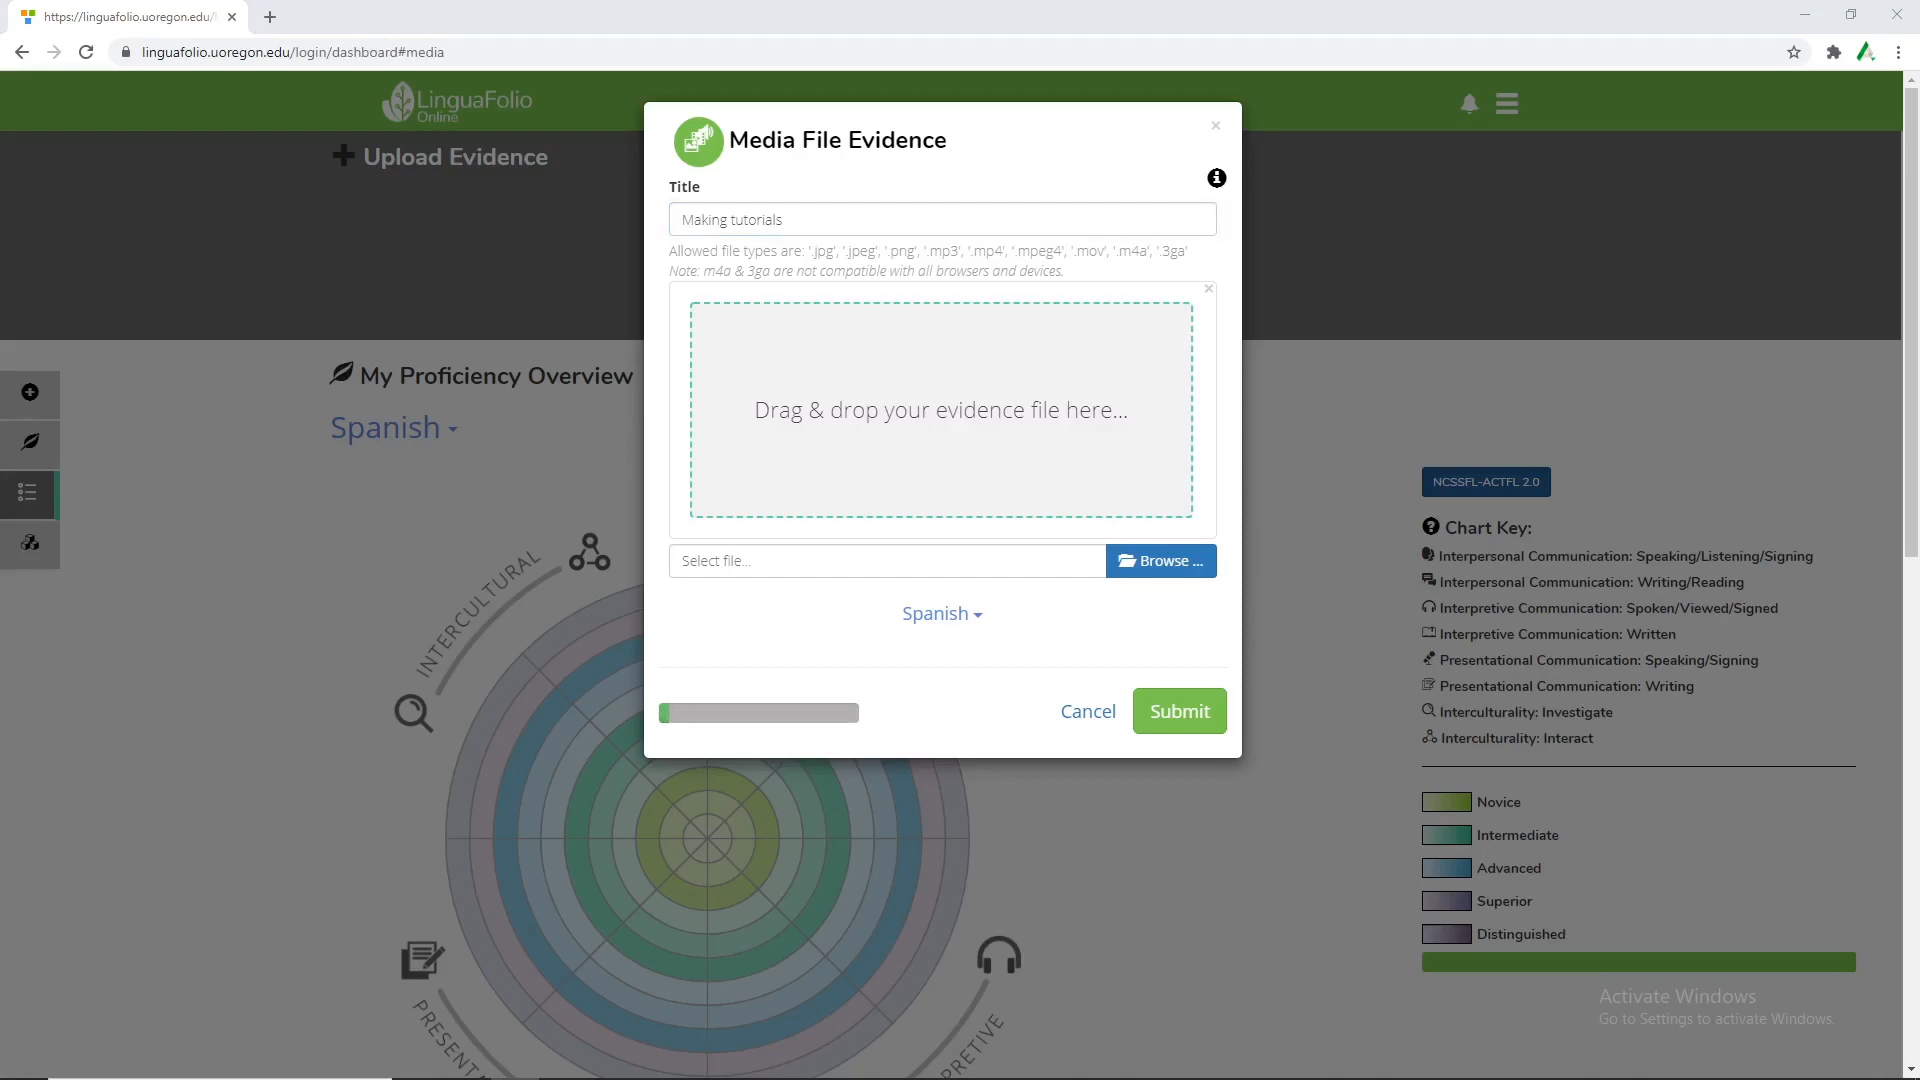 https://linguafolio.uoregon.edu/
linguafolio.uoregon.edu/login/dashboard#media
LinguaFolio
Online
Upload Evidence
Media File Evidence
Title
Making tutorials
Allowed file types are: '.jpg', '.jpeg', '.png', '.mp3', '.mp4', '.mpeg4', '.mov', '.m4a', '.3ga'
Note: m4a & 3ga are not compatible with all browsers and devices.
Drag & drop your evidence file here...
Select file...
Browse ...
Spanish
Cancel
Submit
My Proficiency Overview
Spanish
INTERCULTURAL
PRESENTA
PRETIVE
NCSSFL-ACTFL 2.0
Chart Key:
Interpersonal Communication: Speaking/Listening/Signing
Interpersonal Communication: Writing/Reading
Interpretive Communication: Spoken/Viewed/Signed
Interpretive Communication: Written
Presentational Communication: Speaking/Signing
Presentational Communication: Writing
Interculturality: Investigate
Interculturality: Interact
Novice
Intermediate
Advanced
Superior
Distinguished
Activate Windows
Go to Settings to activate Windows.